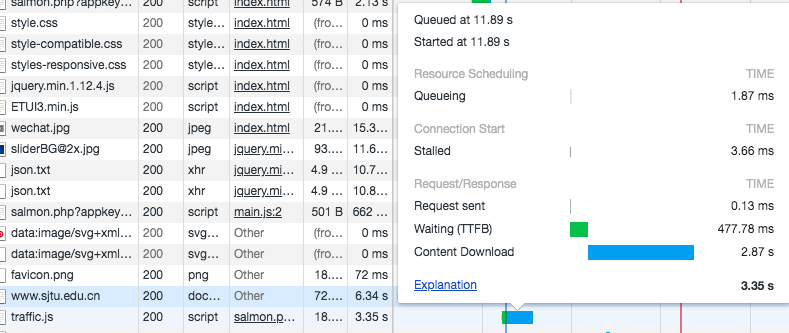 salmon.php?appkey... 200 script index.html 574 B 2.13 s
style.css 200 style... index.html (fro... 0 ms
style-compatible.css 200 style... index.html (fro... 0 ms
styles-responsive.css 200 style... index.html (fro... 0 ms
jquery.min.1.12.4.js 200 script index.html (fro... 0 ms
ETUI3.min.js 200 script index.html (fro... 0 ms
wechat.jpg 200 jpeg index.html 21.... 15.3...
sliderBG@2x.jpg 200 jpeg jquery.mi... 93.... 11.6...
json.txt 200 xhr jquery.mi... 4.9 ... 10.7...
json.txt 200 xhr jquery.mi... 4.9 ... 10.8...
salmon.php?appkey... 200 script main.js:2 501 B 662 ...
data:image/svg+xml... 200 svg... Other (fro... 0 ms
data:image/svg+xml... 200 svg... Other (fro... 0 ms
favicon.png 200 png Other 18.... 72 ms
www.sjtu.edu.cn 200 doc... Other 72.... 6.34 s
traffic.js 200 script salmon.p... 18.... 3.35 s
Queued at 11.89 s
Started at 11.89 s
Resource Scheduling TIME
Queueing 1.87 ms
Connection Start TIME
Stalled 3.66 ms
Request/Response TIME
Request sent 0.13 ms
Waiting (TTFB) 477.78 ms
Content Download 2.87 s
Explanation 3.35 s